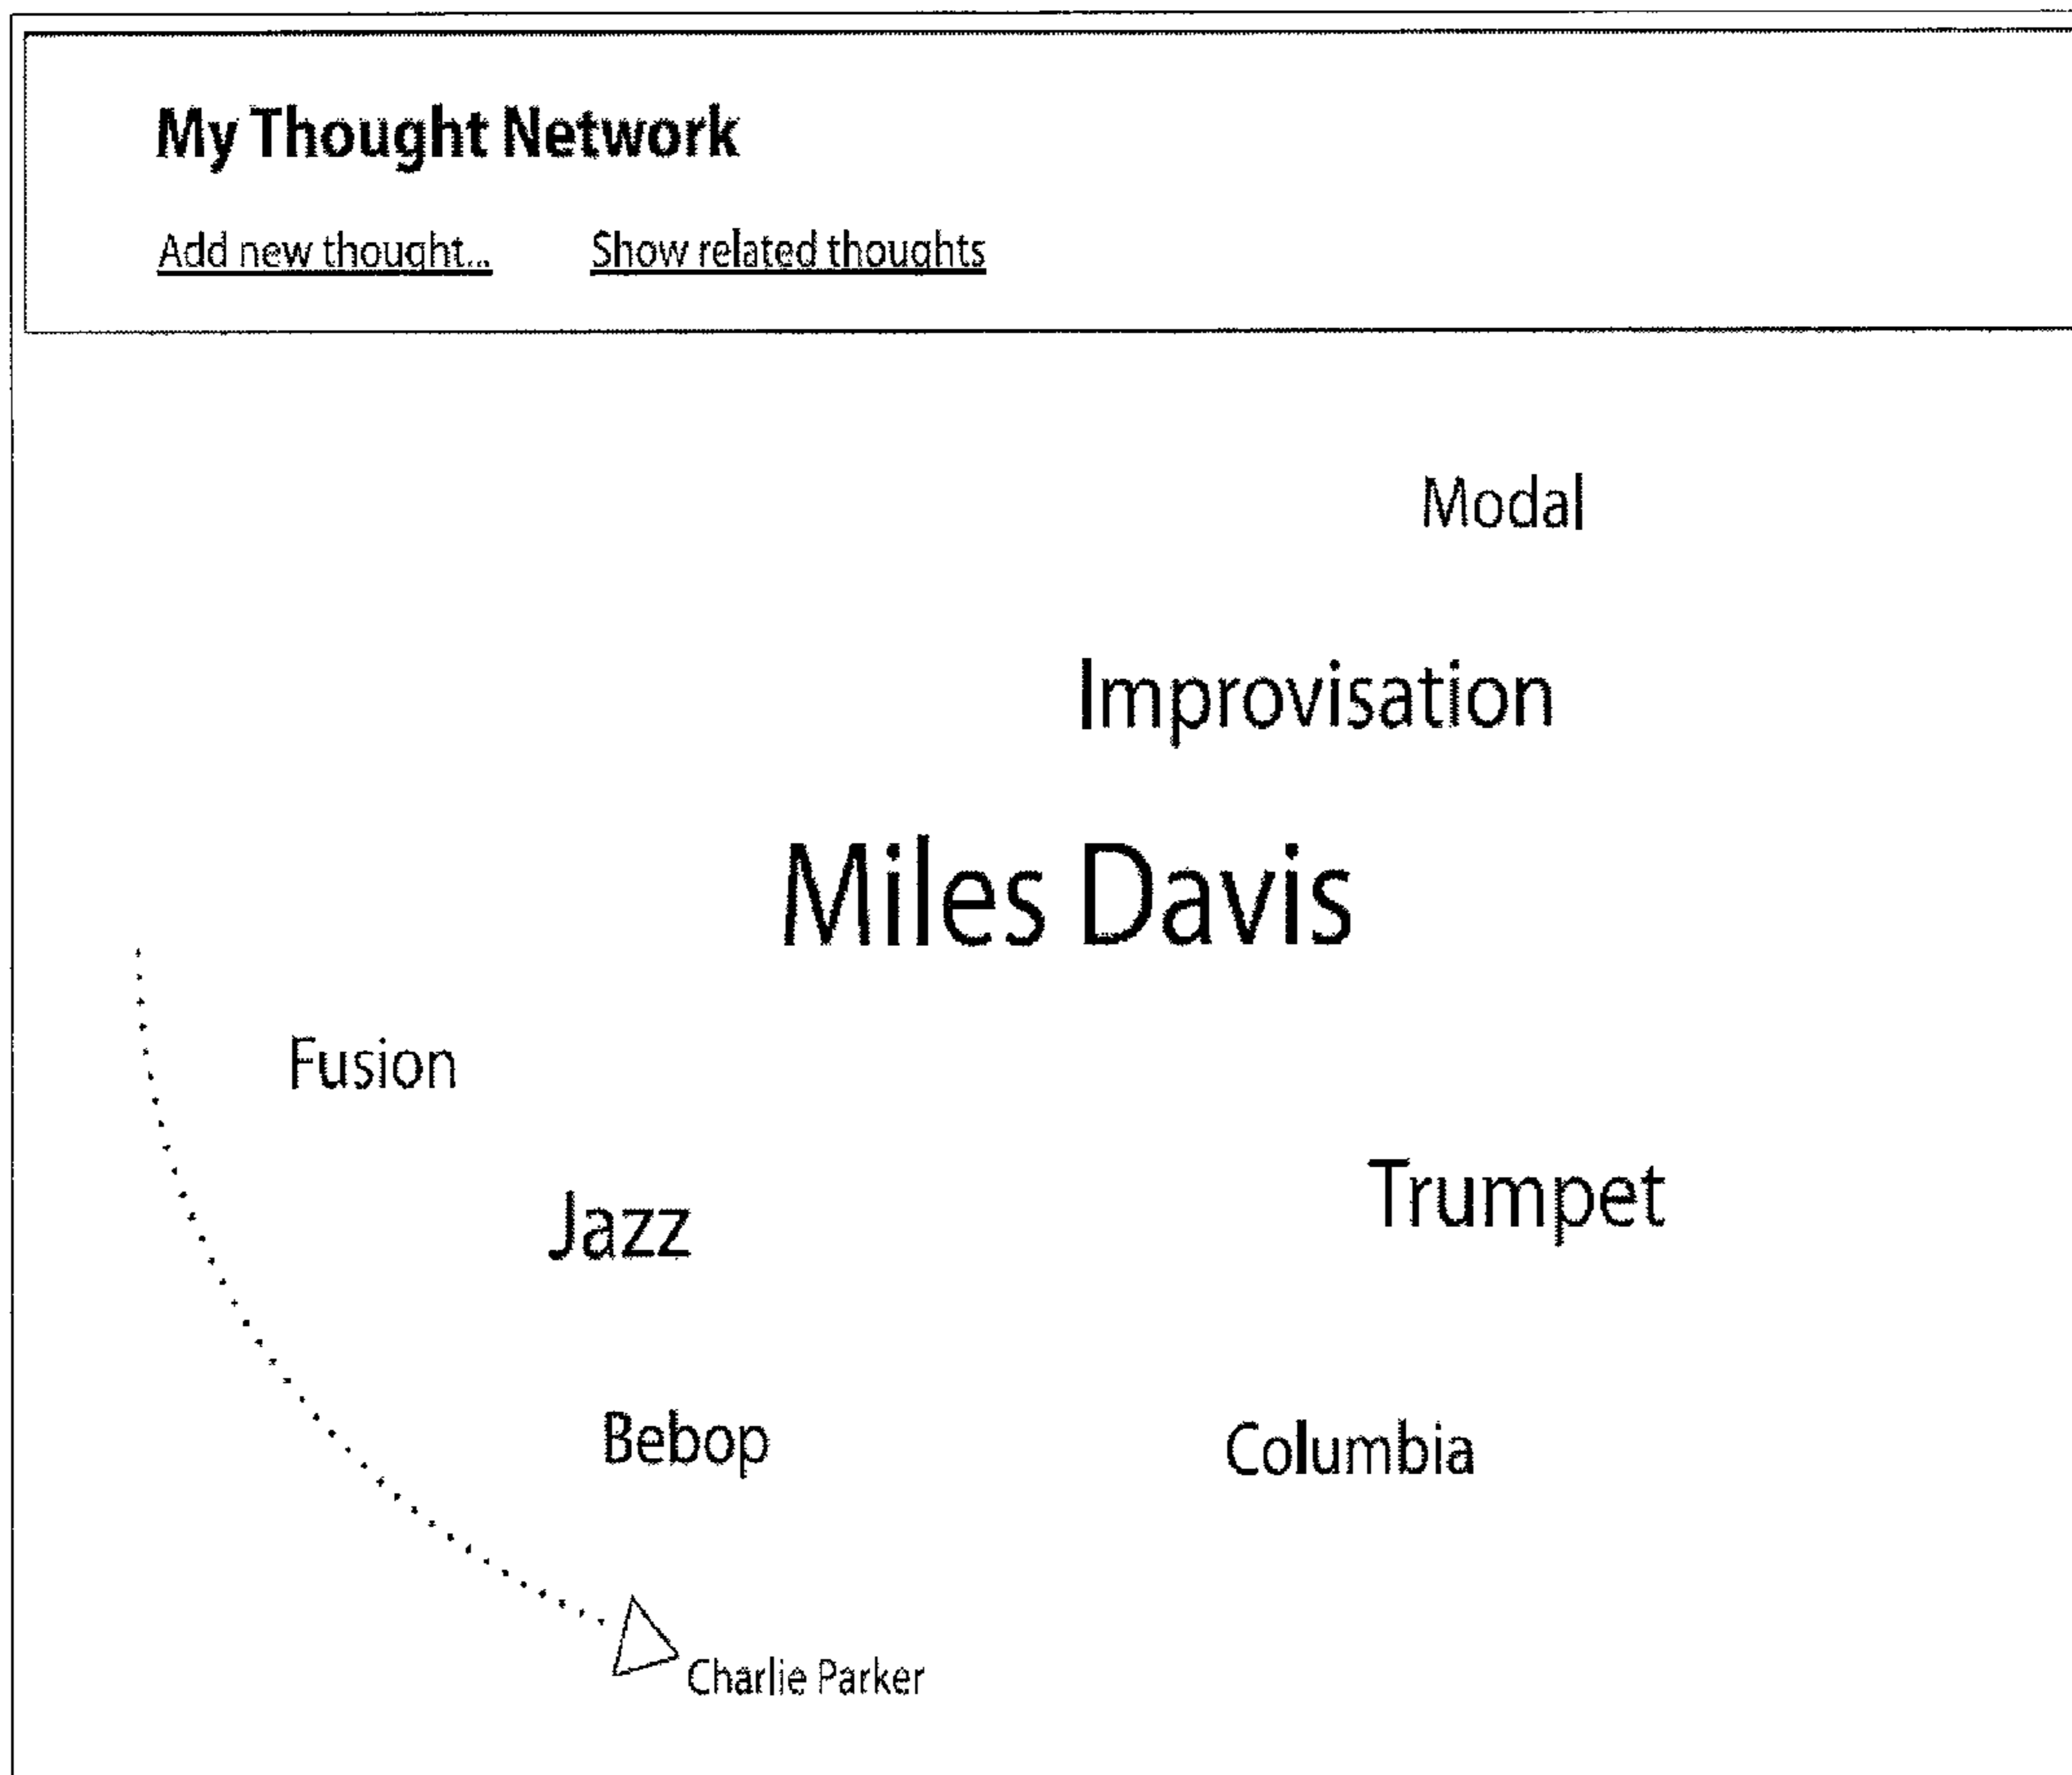 My Thought Network
Add new thought... Show related thoughts
Modal
Improvisation
Miles Davis
Fusion
Trumpet
Jazz
Bebop
Columbia
Charlie Parker